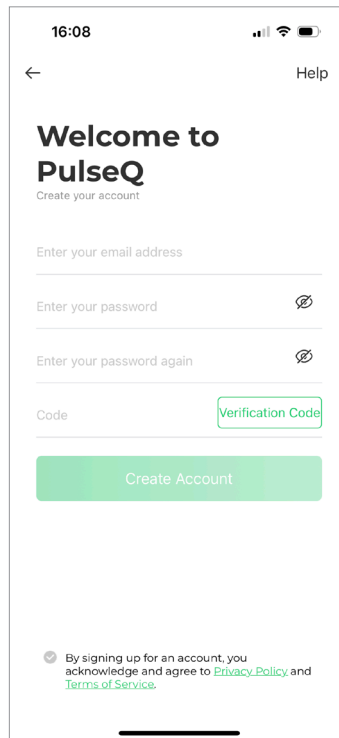 16:08
Help
Welcome to
PulseQ
Create your account
Enter your email address
Enter your password
Enter your password again
Code
Verification Code
Create Account
By signing up for an account, you
acknowledge and agree to Privacy Policy and
Terms of Service.